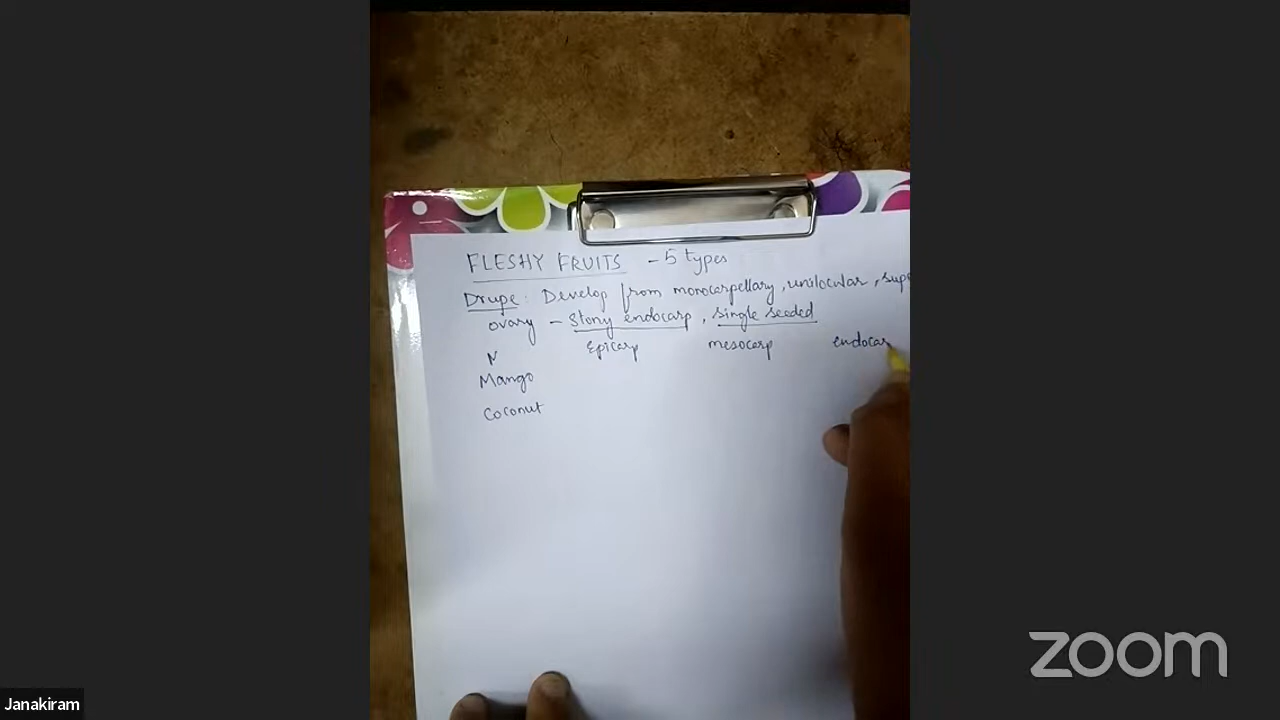 FLESHY FRUITS - 5 types
Drupe : Develop from monocarpellary, unilocular, supe
ovary - Stony endocarp, single seeded
N Epicarp mesocarp endocar
Mango
Coconut
zoom
Janakiram